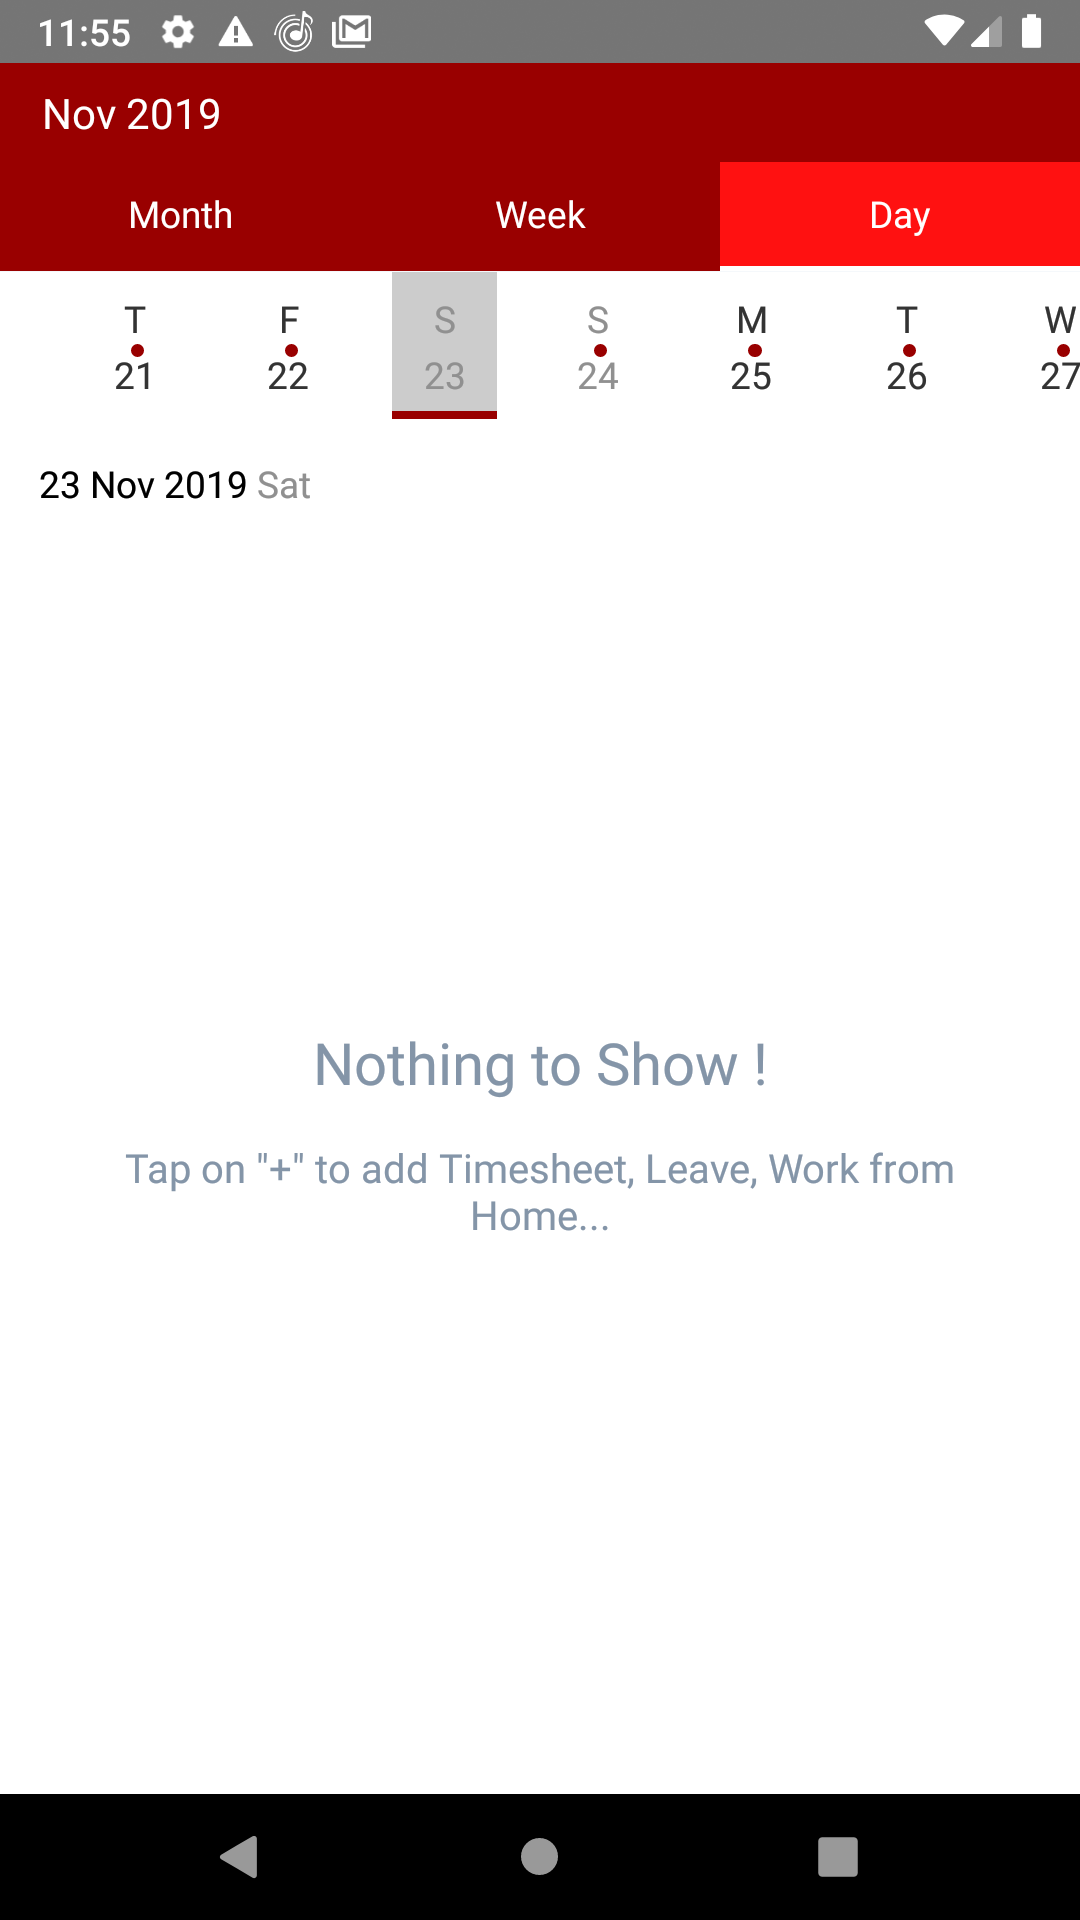 11:55
Nov 2019
Month Week Day
T F S S M T W
21 22 23 24 25 26 27
23 Nov 2019 Sat
Nothing to Show !
Tap on "+" to add Timesheet, Leave, Work from
Home...